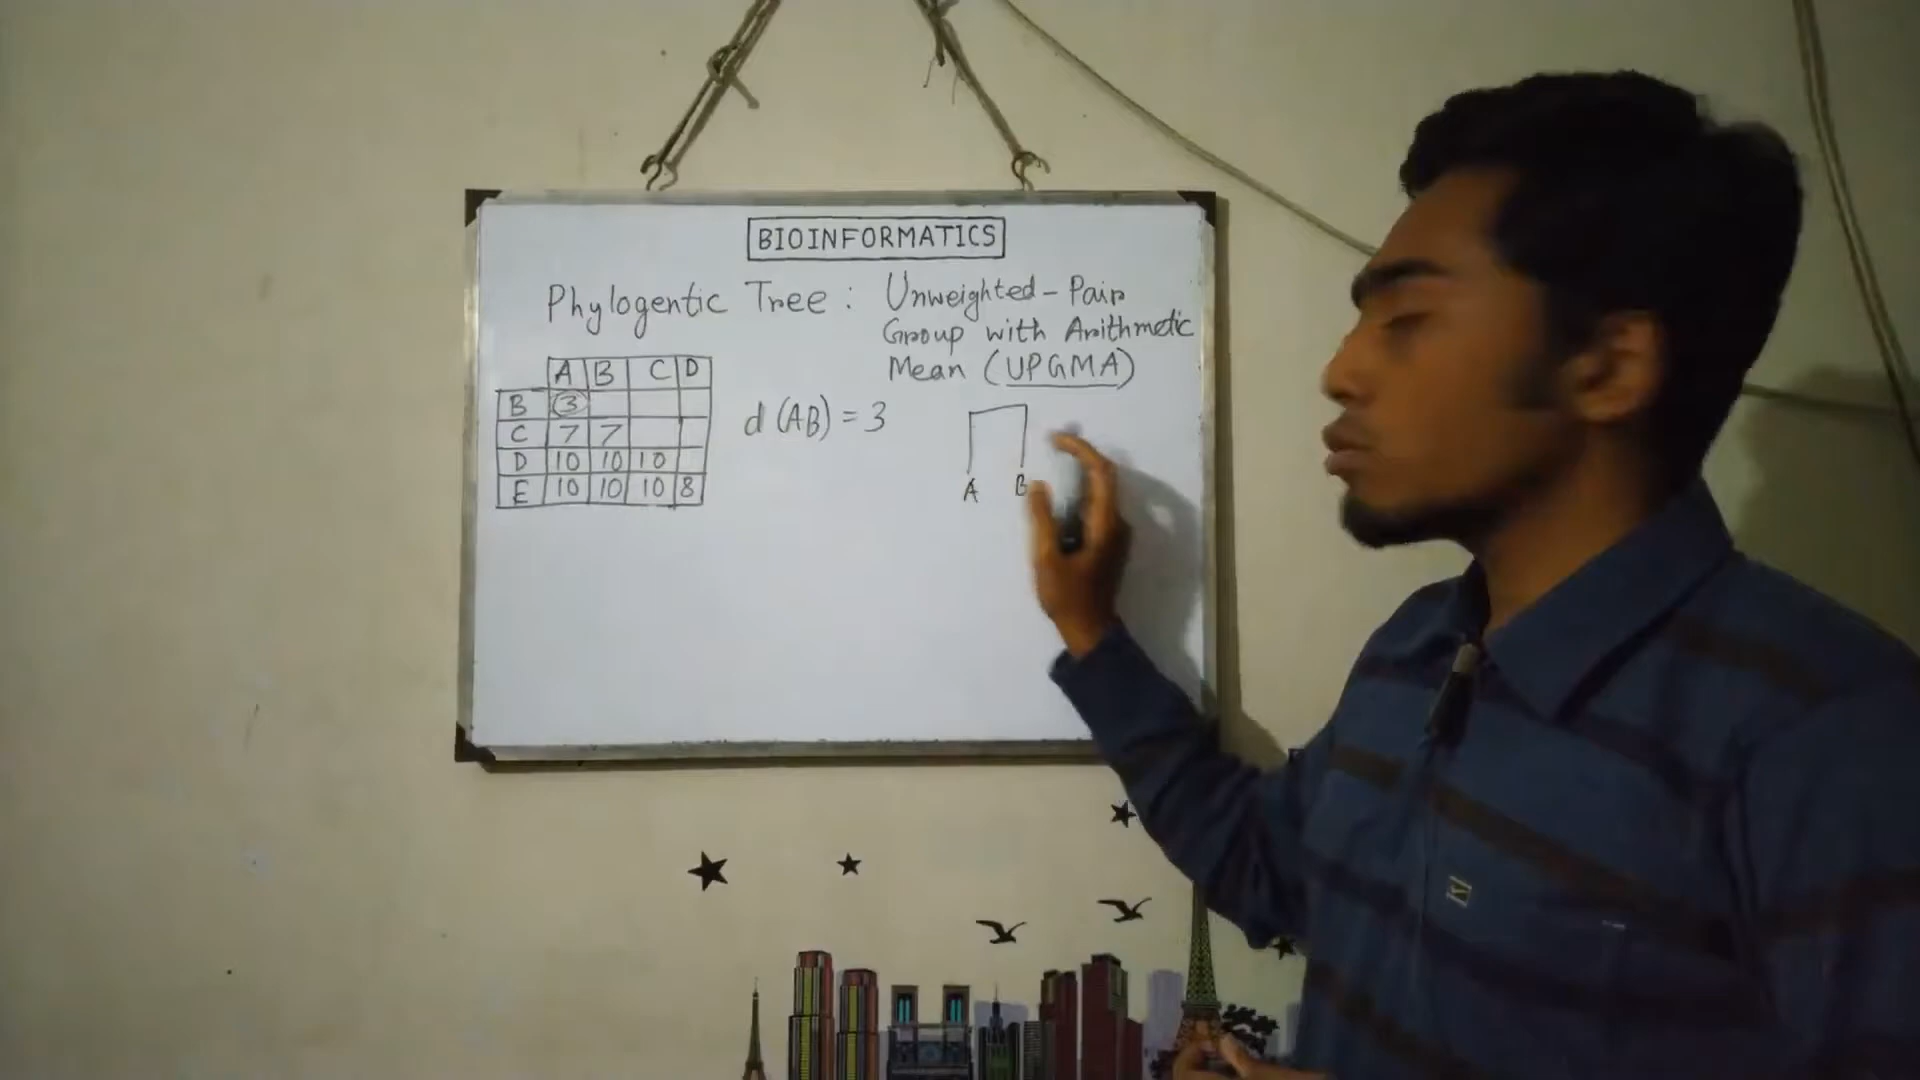 BIOINFORMATICS
Phylogentic Tree : Unweighted-Pair
Group with Arithmetic
Mean (UPGMA)
A B C D
B 3
C 7 7
D 10 10 10
E 10 10 10 8
d (AB) = 3
A B